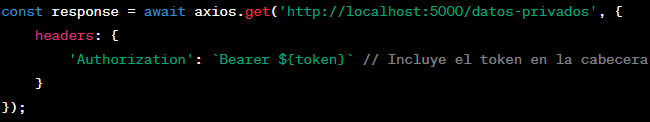 const response = await axios.get('http://localhost:5000/datos-privados', {
    headers: {
        'Authorization': `Bearer ${token}` // Incluye el token en la cabecera
    }
});